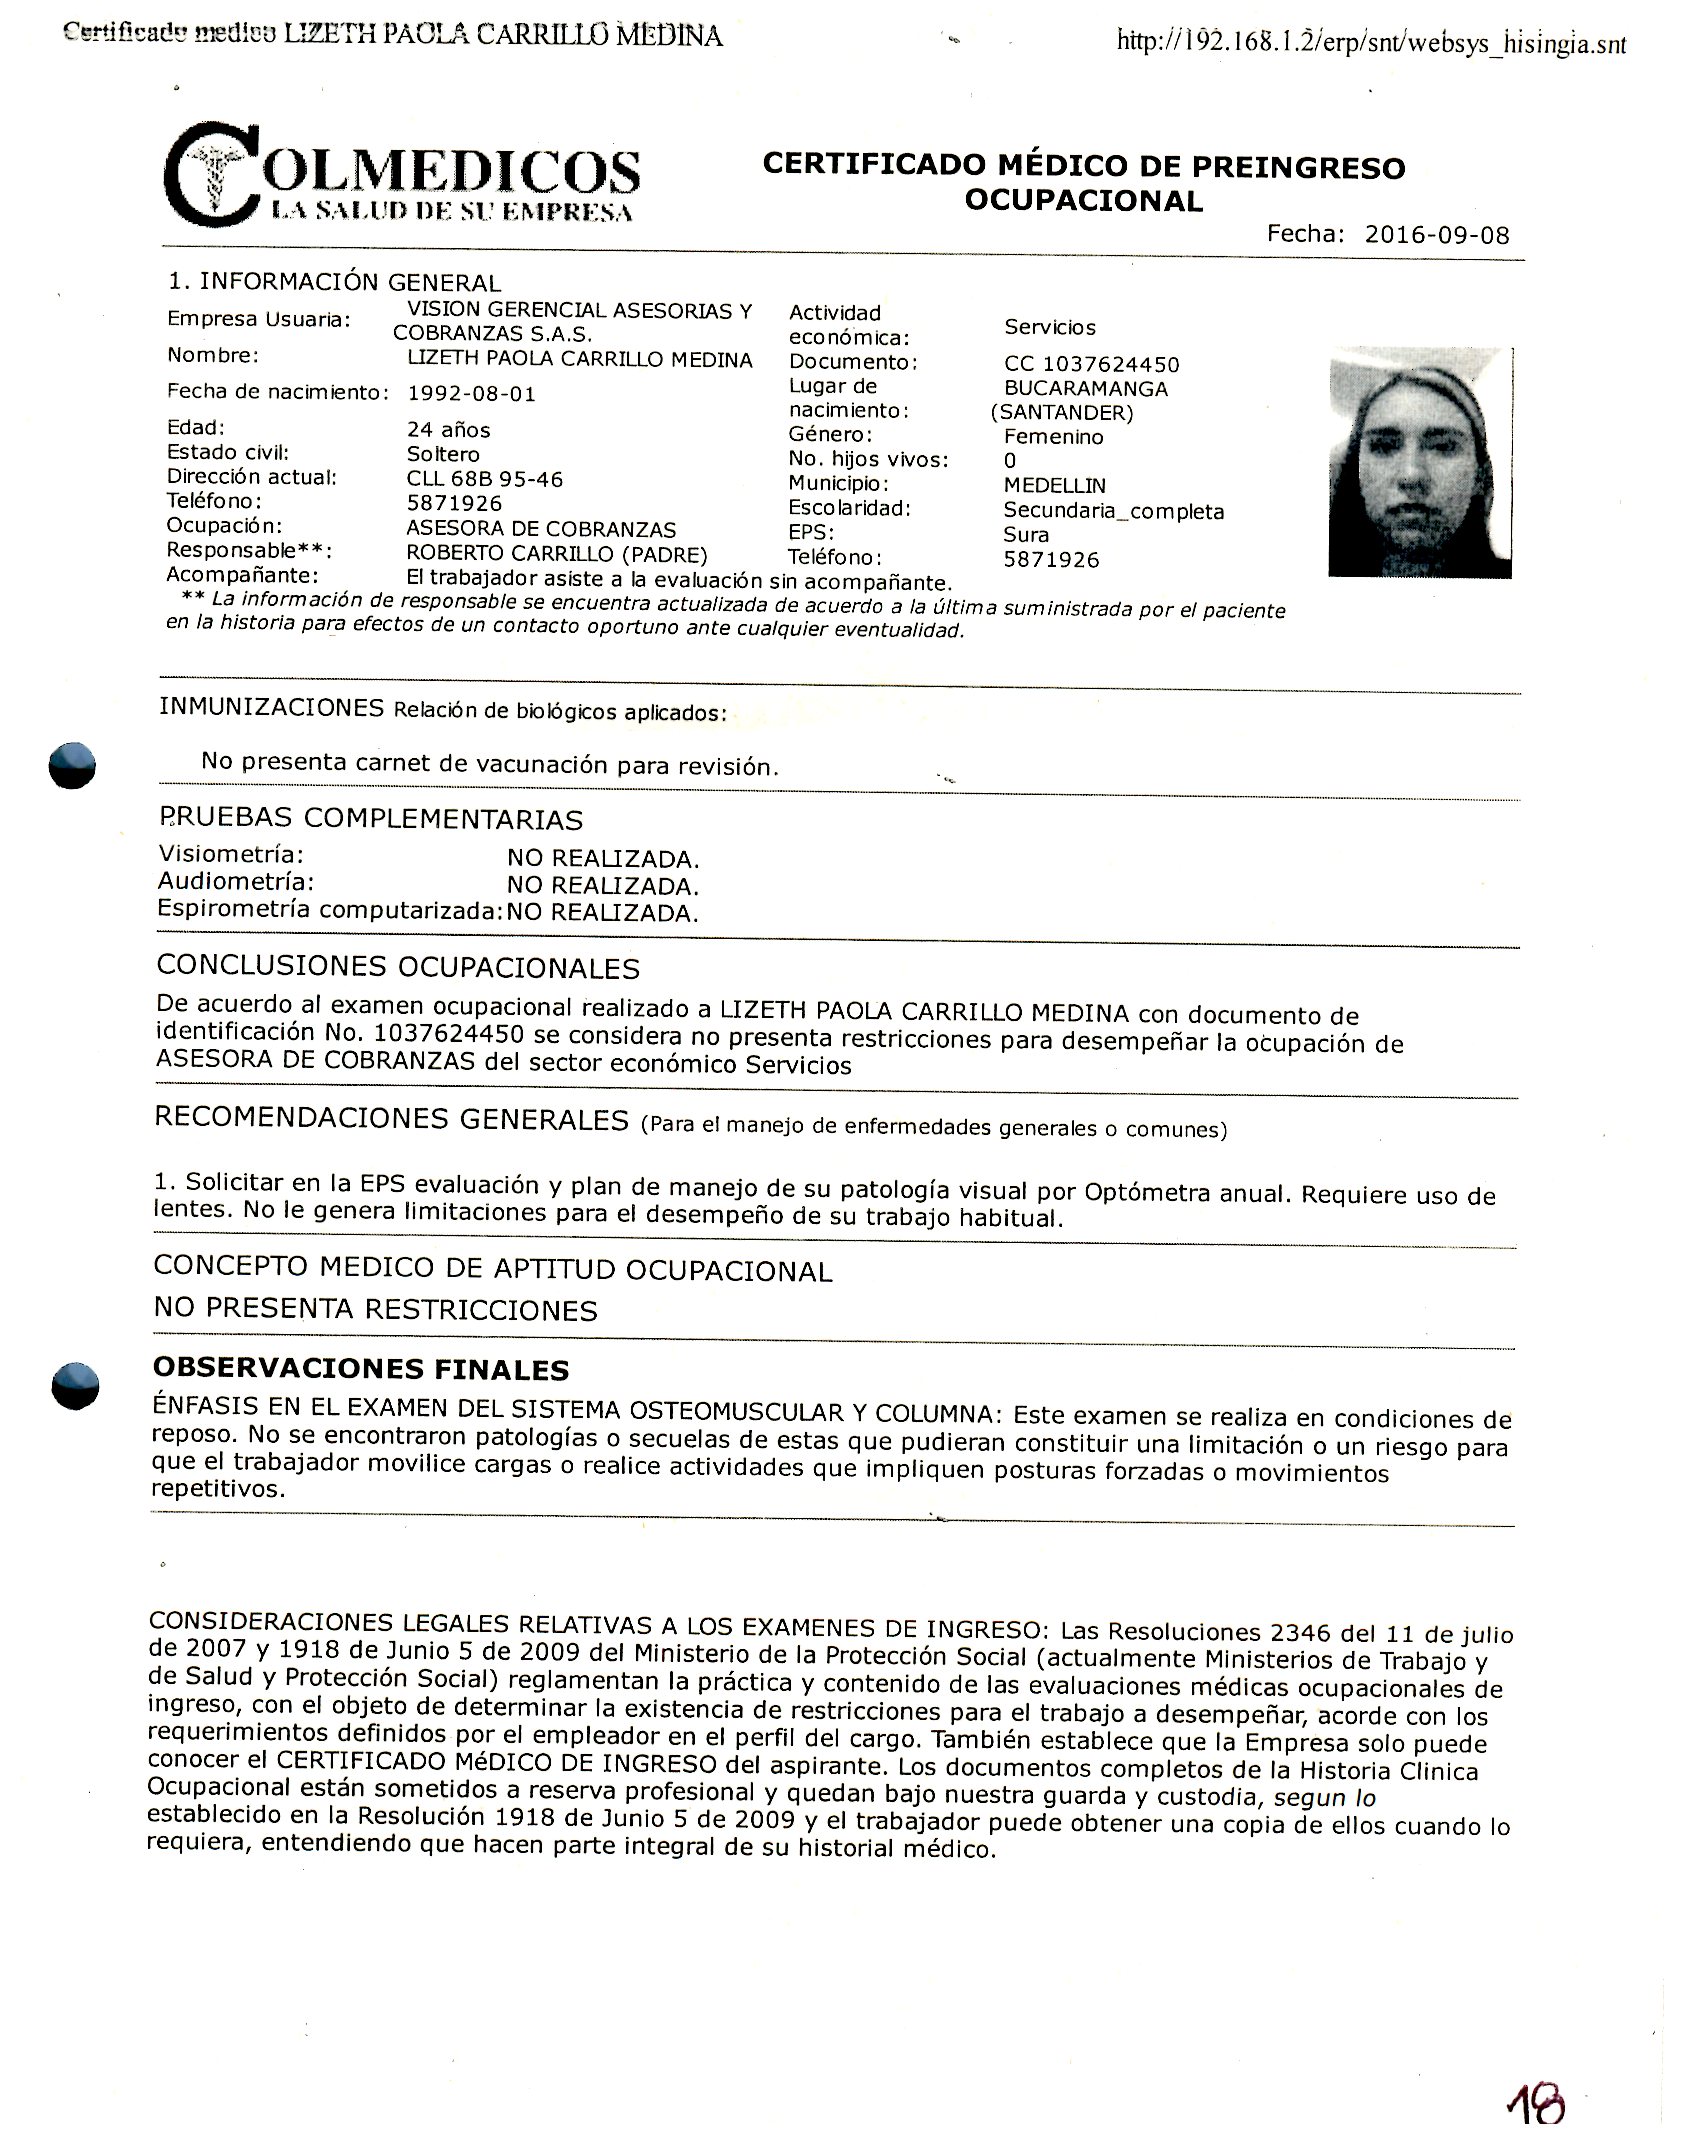 Certificado medico LIZETH PAOLA CARRILLO MEDINA
http://192.168.1.2/erp/snt/websys_hisingia.snt
COLMEDICOS
LA SALUD DE SU EMPRESA
CERTIFICADO MÉDICO DE PREINGRESO
OCUPACIONAL
Fecha: 2016-09-08
1. INFORMACIÓN GENERAL
Empresa Usuaria: VISION GERENCIAL ASESORIAS Y COBRANZAS S.A.S.
Actividad económica: Servicios
Nombre: LIZETH PAOLA CARRILLO MEDINA
Documento: CC 1037624450
Fecha de nacimiento: 1992-08-01
Lugar de nacimiento: BUCARAMANGA (SANTANDER)
Edad: 24 años
Género: Femenino
Estado civil: Soltero
No. hijos vivos: 0
Dirección actual: CLL 68B 95-46
Municipio: MEDELLIN
Teléfono: 5871926
Escolaridad: Secundaria_completa
Ocupación: ASESORA DE COBRANZAS
EPS: Sura
Responsable**: ROBERTO CARRILLO (PADRE)
Teléfono: 5871926
Acompañante: El trabajador asiste a la evaluación sin acompañante.
** La información de responsable se encuentra actualizada de acuerdo a la última suministrada por el paciente
en la historia para efectos de un contacto oportuno ante cualquier eventualidad.
INMUNIZACIONES Relación de biológicos aplicados:
No presenta carnet de vacunación para revisión.
PRUEBAS COMPLEMENTARIAS
Visiometría: NO REALIZADA.
Audiometría: NO REALIZADA.
Espirometría computarizada: NO REALIZADA.
CONCLUSIONES OCUPACIONALES
De acuerdo al examen ocupacional realizado a LIZETH PAOLA CARRILLO MEDINA con documento de
identificación No. 1037624450 se considera no presenta restricciones para desempeñar la ocupación de
ASESORA DE COBRANZAS del sector económico Servicios
RECOMENDACIONES GENERALES (Para el manejo de enfermedades generales o comunes)
1. Solicitar en la EPS evaluación y plan de manejo de su patología visual por Optómetra anual. Requiere uso de
lentes. No le genera limitaciones para el desempeño de su trabajo habitual.
CONCEPTO MEDICO DE APTITUD OCUPACIONAL
NO PRESENTA RESTRICCIONES
OBSERVACIONES FINALES
ÉNFASIS EN EL EXAMEN DEL SISTEMA OSTEOMUSCULAR Y COLUMNA: Este examen se realiza en condiciones de
reposo. No se encontraron patologías o secuelas de estas que pudieran constituir una limitación o un riesgo para
que el trabajador movilice cargas o realice actividades que impliquen posturas forzadas o movimientos
repetitivos.
CONSIDERACIONES LEGALES RELATIVAS A LOS EXAMENES DE INGRESO: Las Resoluciones 2346 del 11 de julio
de 2007 y 1918 de Junio 5 de 2009 del Ministerio de la Protección Social (actualmente Ministerios de Trabajo y
de Salud y Protección Social) reglamentan la práctica y contenido de las evaluaciones médicas ocupacionales de
ingreso, con el objeto de determinar la existencia de restricciones para el trabajo a desempeñar, acorde con los
requerimientos definidos por el empleador en el perfil del cargo. También establece que la Empresa solo puede
conocer el CERTIFICADO MéDICO DE INGRESO del aspirante. Los documentos completos de la Historia Clinica
Ocupacional están sometidos a reserva profesional y quedan bajo nuestra guarda y custodia, segun lo
establecido en la Resolución 1918 de Junio 5 de 2009 y el trabajador puede obtener una copia de ellos cuando lo
requiera, entendiendo que hacen parte integral de su historial médico.
18